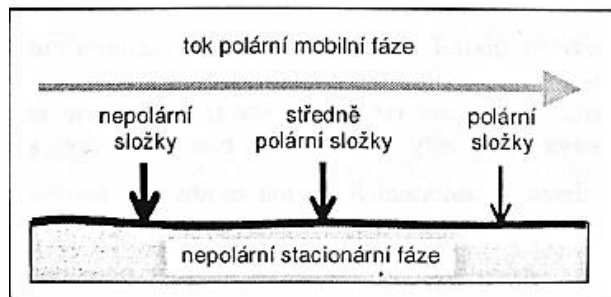 tok polární mobilní fáze
nepolární
složky
středně
polární složky
polární
složky
nepolární stacionární fáze